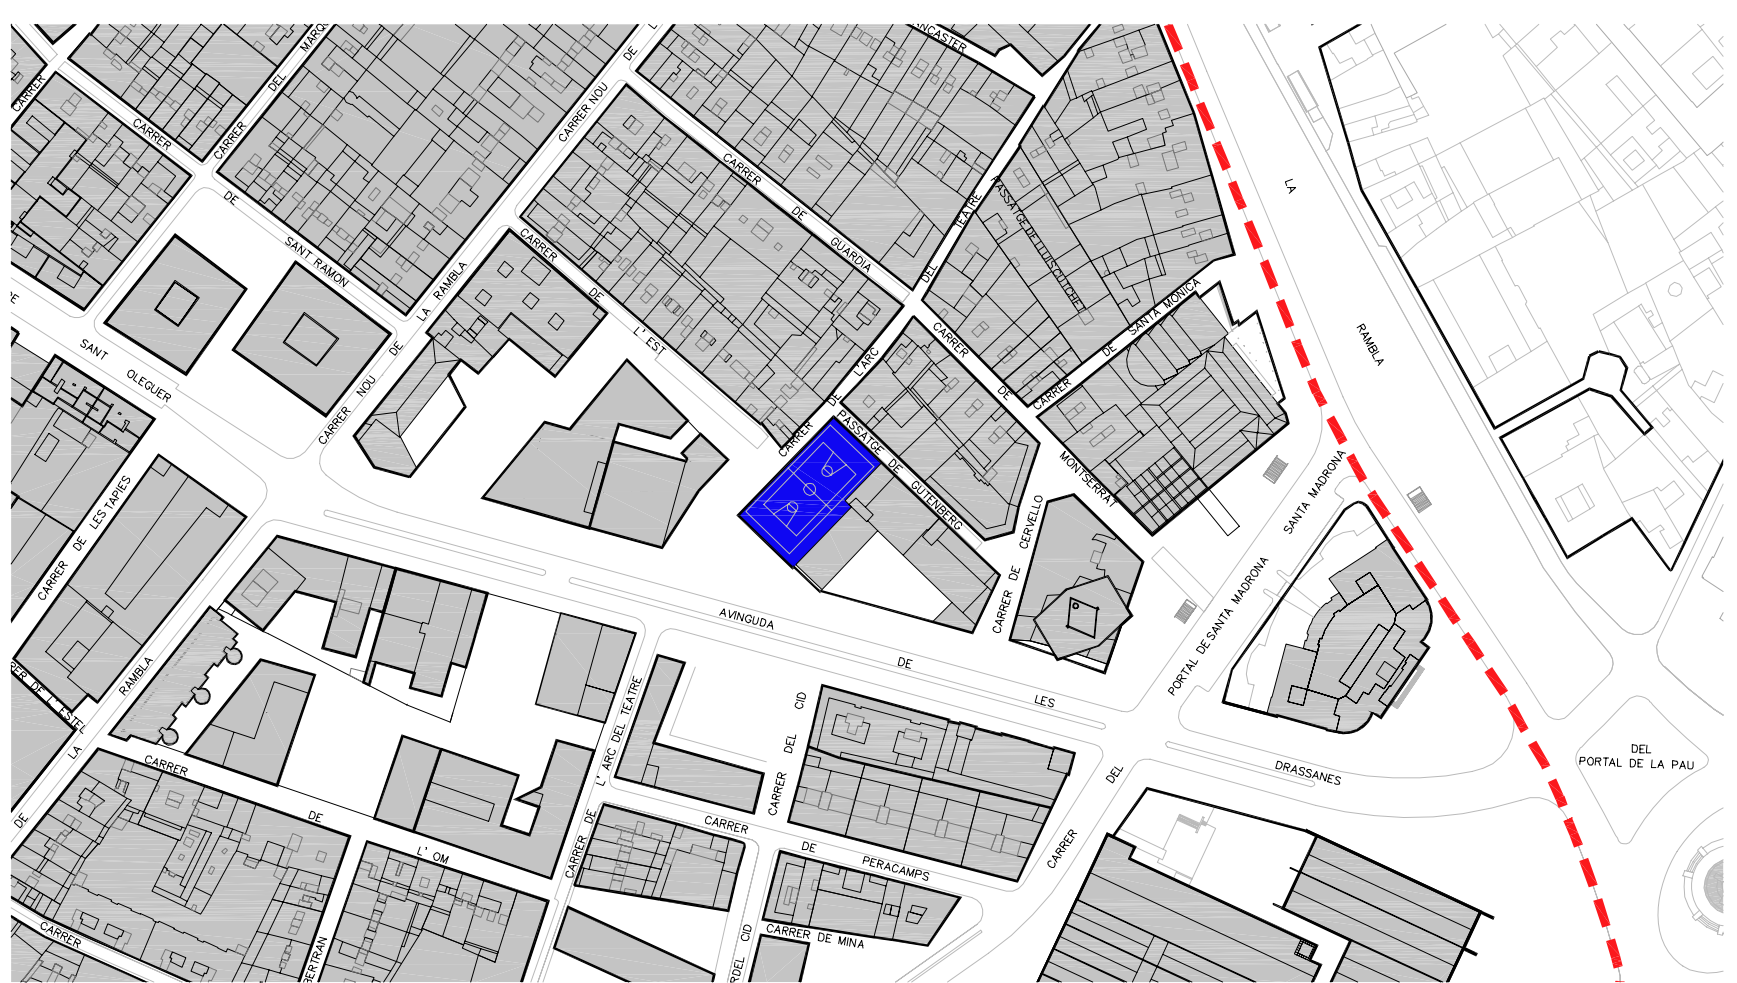 CARRER
CARRER
DE
SANT RAMON
CARRER
DEL
CARRER NOU
DE
LA RAMBLA
DE
CARRER NOU
SANT
OLEGUER
CARRER
DE
L' EST
CARRER
DE
GUARDIA
CARRER
DE
L'ARC
DEL
TEATRE
PASSATGE DE LLUIS CUTCHET
LA
RAMBLA
CARRER
DE
SANTA MONICA
CARRER
DE
MONTSERRAT
PASSATGE DE GUTENBERG
CARRER DE CERVELLO
PORTAL DE SANTA MADRONA
SANTA MADRONA
AVINGUDA
DE
LES
DRASSANES
DEL
PORTAL DE LA PAU
CARRER DE LES TAPIES
DE
LA
RAMBLA
CARRER
DE
L' OM
CARRER DE L' ARC DEL TEATRE
CARRER
DEL
CID
CARRER
DE
PERACAMPS
CARRER
DEL
CARRER DE MINA
CID
CARRER
BERTRAN